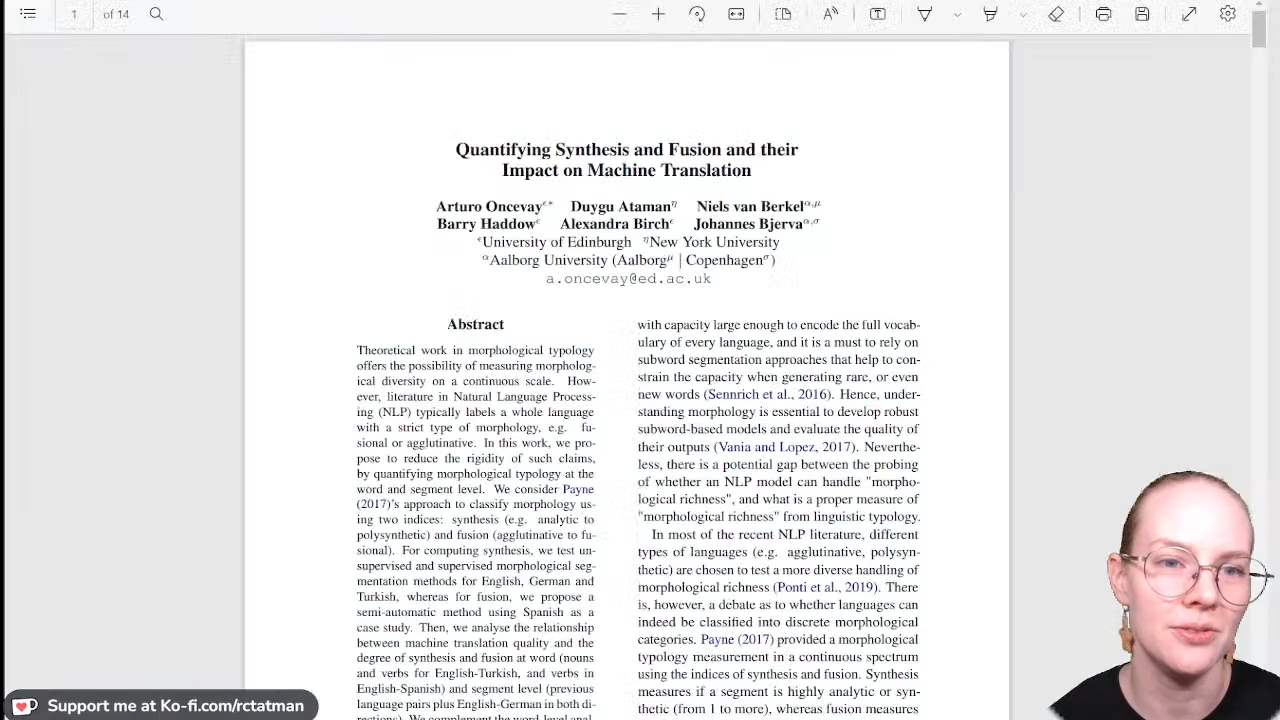 1 of 14
Quantifying Synthesis and Fusion and their
Impact on Machine Translation
Arturo Oncevayϵ∗ Duygu Atamanη Niels van Berkelα,μ
Barry Haddowϵ Alexandra Birchϵ Johannes Bjervaα,σ
ϵUniversity of Edinburgh ηNew York University
αAalborg University (Aalborgμ | Copenhagenσ)
a.oncevay@ed.ac.uk
Abstract
Theoretical work in morphological typology
offers the possibility of measuring morpholog-
ical diversity on a continuous scale. How-
ever, literature in Natural Language Process-
ing (NLP) typically labels a whole language
with a strict type of morphology, e.g. fu-
sional or agglutinative. In this work, we pro-
pose to reduce the rigidity of such claims,
by quantifying morphological typology at the
word and segment level. We consider Payne
(2017)'s approach to classify morphology us-
ing two indices: synthesis (e.g. analytic to
polysynthetic) and fusion (agglutinative to fu-
sional). For computing synthesis, we test un-
supervised and supervised morphological seg-
mentation methods for English, German and
Turkish, whereas for fusion, we propose a
semi-automatic method using Spanish as a
case study. Then, we analyse the relationship
between machine translation quality and the
degree of synthesis and fusion at word (nouns
and verbs for English-Turkish, and verbs in
English-Spanish) and segment level (previous
language pairs plus English-German in both di-
rections). We complement the word-level anal-
with capacity large enough to encode the full vocab-
ulary of every language, and it is a must to rely on
subword segmentation approaches that help to con-
strain the capacity when generating rare, or even
new words (Sennrich et al., 2016). Hence, under-
standing morphology is essential to develop robust
subword-based models and evaluate the quality of
their outputs (Vania and Lopez, 2017). Neverthe-
less, there is a potential gap between the probing
of whether an NLP model can handle "morpho-
logical richness", and what is a proper measure of
"morphological richness" from linguistic typology.
In most of the recent NLP literature, different
types of languages (e.g. agglutinative, polysyn-
thetic) are chosen to test a more diverse handling of
morphological richness (Ponti et al., 2019). There
is, however, a debate as to whether languages can
indeed be classified into discrete morphological
categories. Payne (2017) provided a morphological
typology measurement in a continuous spectrum
using the indices of synthesis and fusion. Synthesis
measures if a segment is highly analytic or syn-
thetic (from 1 to more), whereas fusion measures
Support me at Ko-fi.com/rctatman